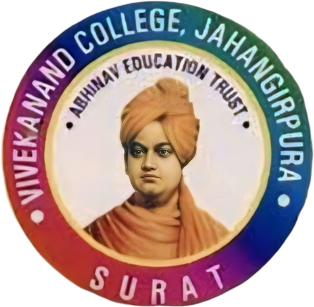 • VIVEKANAND COLLEGE, JAHANGIRPURA •
• ABHINAV EDUCATION TRUST •
SURAT